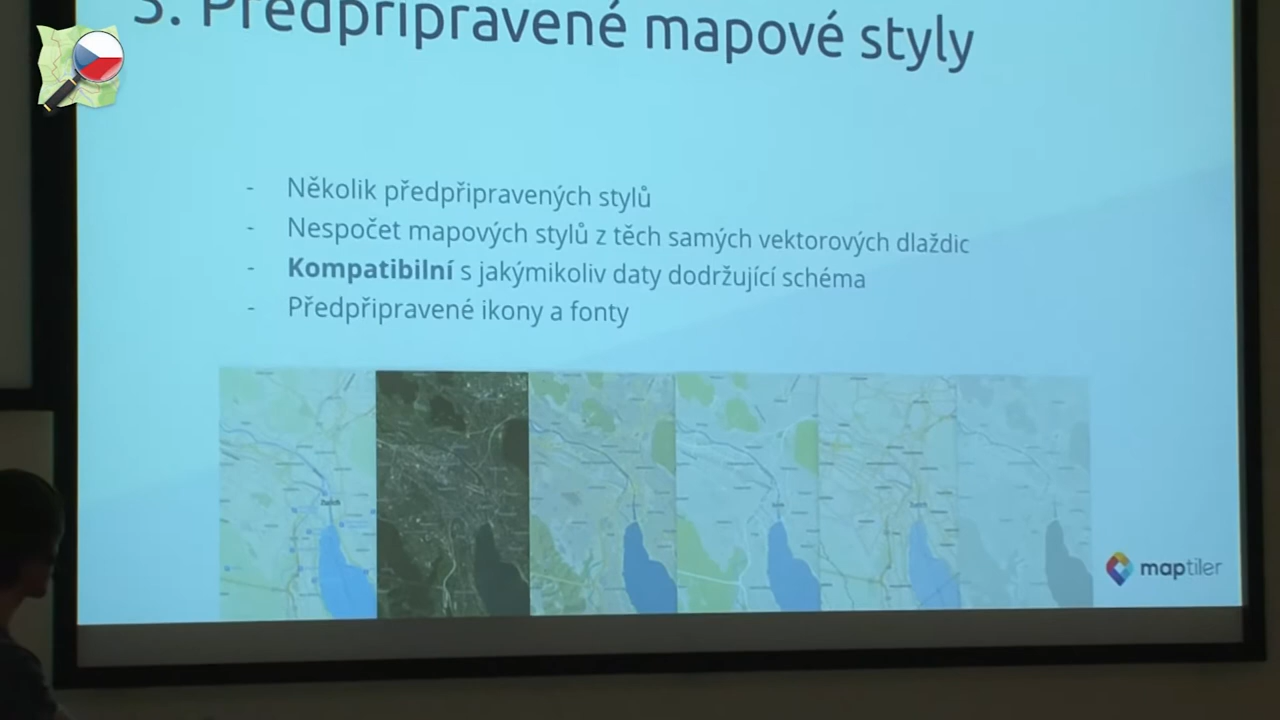 3. Předpřipravené mapové styly
- Několik předpřipravených stylů
- Nespočet mapových stylů z těch samých vektorových dlaždic
- Kompatibilní s jakýmikoliv daty dodržující schéma
- Předpřipravené ikony a fonty
Zurich
maptiler